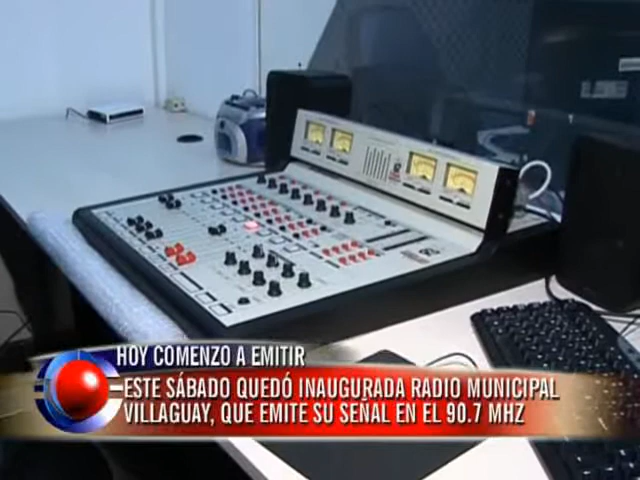 HOY COMENZO A EMITIR
ESTE SÁBADO QUEDÓ INAUGURADA RADIO MUNICIPAL
VILLAGUAY, QUE EMITE SU SEÑAL EN EL 90.7 MHZ